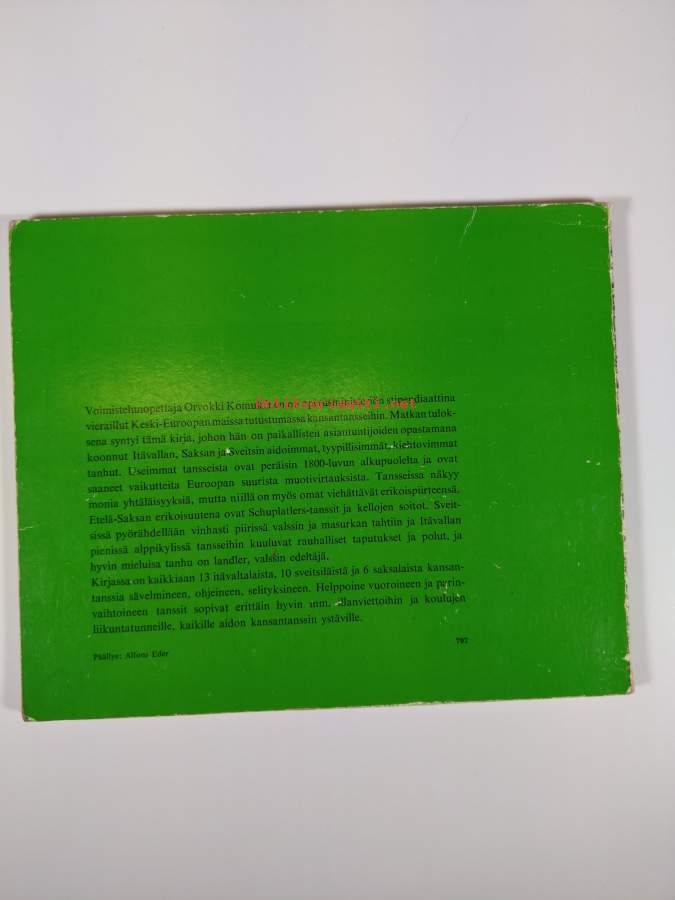 Voimistelunopettaja Orvokki Komu stipendiaattina
antikvariaatti.net
vieraillut Keski-Euroopan maissa tutustumassa kansantansseihin. Matkan tulok-
sena syntyi tämä kirja, johon hän on paikallisten asiantuntijoiden opastamana
koonnut Itävallan, Saksan ja Sveitsin aidoimmat, tyypillisimmät, kiehtovimmat
tanhut. Useimmat tansseista ovat peräisin 1800-luvun alkupuolelta ja ovat
saaneet vaikutteita Euroopan suurista muotivirtauksista. Tansseissa näkyy
monia yhtäläisyyksiä, mutta niillä on myös omat viehättävät erikoispiirteensä.
Etelä-Saksan erikoisuutena ovat Schuplatlers-tanssit ja kellojen soitot. Sveit-
sissä pyörähdellään vinhasti piirissä valssin ja masurkan tahtiin ja Itävallan
pienissä alppikylissä tansseihin kuuluvat rauhalliset taputukset ja polut, ja
hyvin mieluisa tanhu on landler, valssin edeltäjä.
Kirjassa on kaikkiaan 13 itävaltalaista, 10 sveitsiläistä ja 6 saksalaista kansan-
tanssia sävelmineen, ohjeineen, selityksineen. Helppoine vuoroineen ja parin-
vaihtoineen tanssit sopivat erittäin hyvin mm. illanviettoihin ja koulujen
liikuntatunneille, kaikille aidon kansantanssin ystäville.
Päällys: Alfons Eder
797